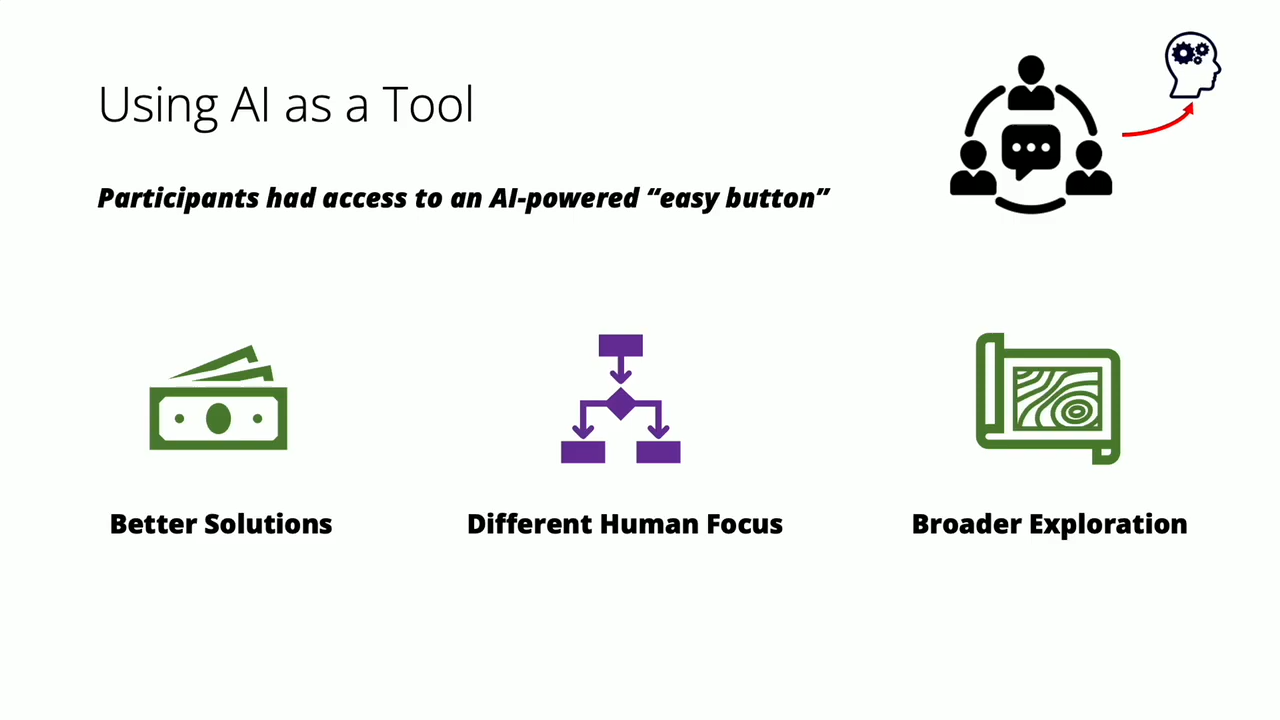 Using AI as a Tool
Participants had access to an AI-powered “easy button”
Better Solutions
Different Human Focus
Broader Exploration